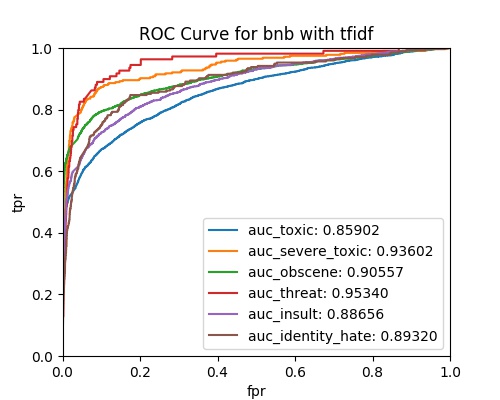 ROC Curve for bnb with tfidf
1.0
0.8
0.6
0.4
0.2
0.0
tpr
auc_toxic: 0.85902
auc_severe_toxic: 0.93602
auc_obscene: 0.90557
auc_threat: 0.95340
auc_insult: 0.88656
auc_identity_hate: 0.89320
0.0 0.2 0.4 0.6 0.8 1.0
fpr